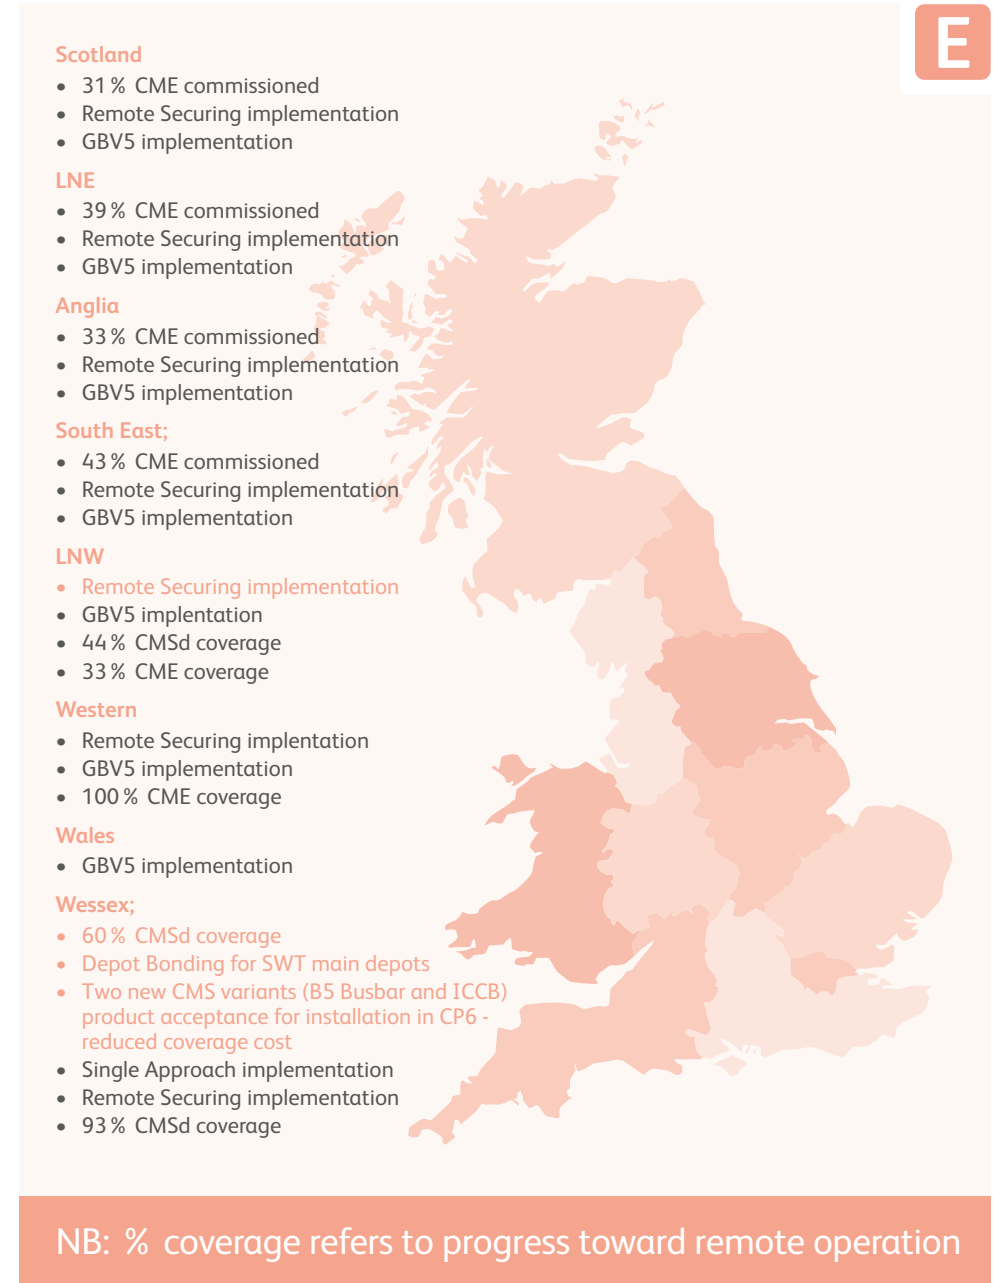 E
Scotland
• 31% CME commissioned
• Remote Securing implementation
• GBV5 implementation
LNE
• 39% CME commissioned
• Remote Securing implementation
• GBV5 implementation
Anglia
• 33% CME commissioned
• Remote Securing implementation
• GBV5 implementation
South East;
• 43% CME commissioned
• Remote Securing implementation
• GBV5 implementation
LNW
• Remote Securing implementation
• GBV5 implentation
• 44% CMSd coverage
• 33% CME coverage
Western
• Remote Securing implentation
• GBV5 implementation
• 100% CME coverage
Wales
• GBV5 implementation
Wessex;
• 60% CMSd coverage
• Depot Bonding for SWT main depots
• Two new CMS variants (B5 Busbar and ICCB)
product acceptance for installation in CP6 -
reduced coverage cost
• Single Approach implementation
• Remote Securing implementation
• 93% CMSd coverage
NB: % coverage refers to progress toward remote operation